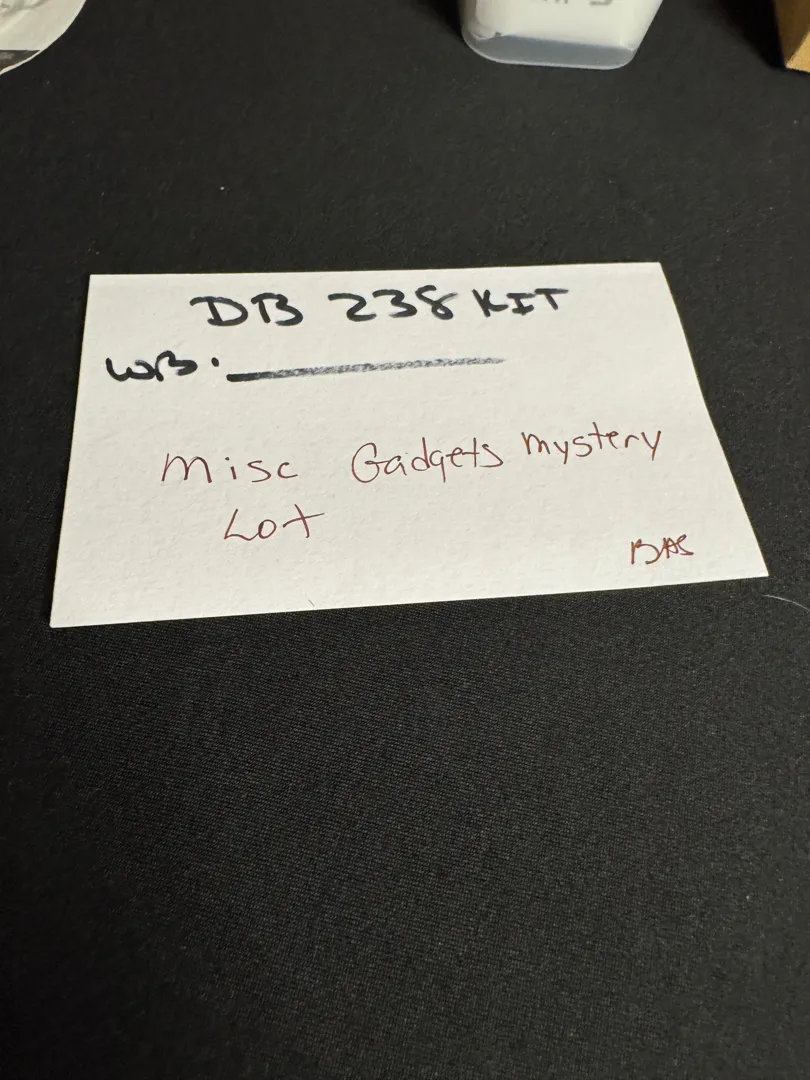 DB 238 KIT
WB. 
Misc Gadgets mystery
Lot
BAS